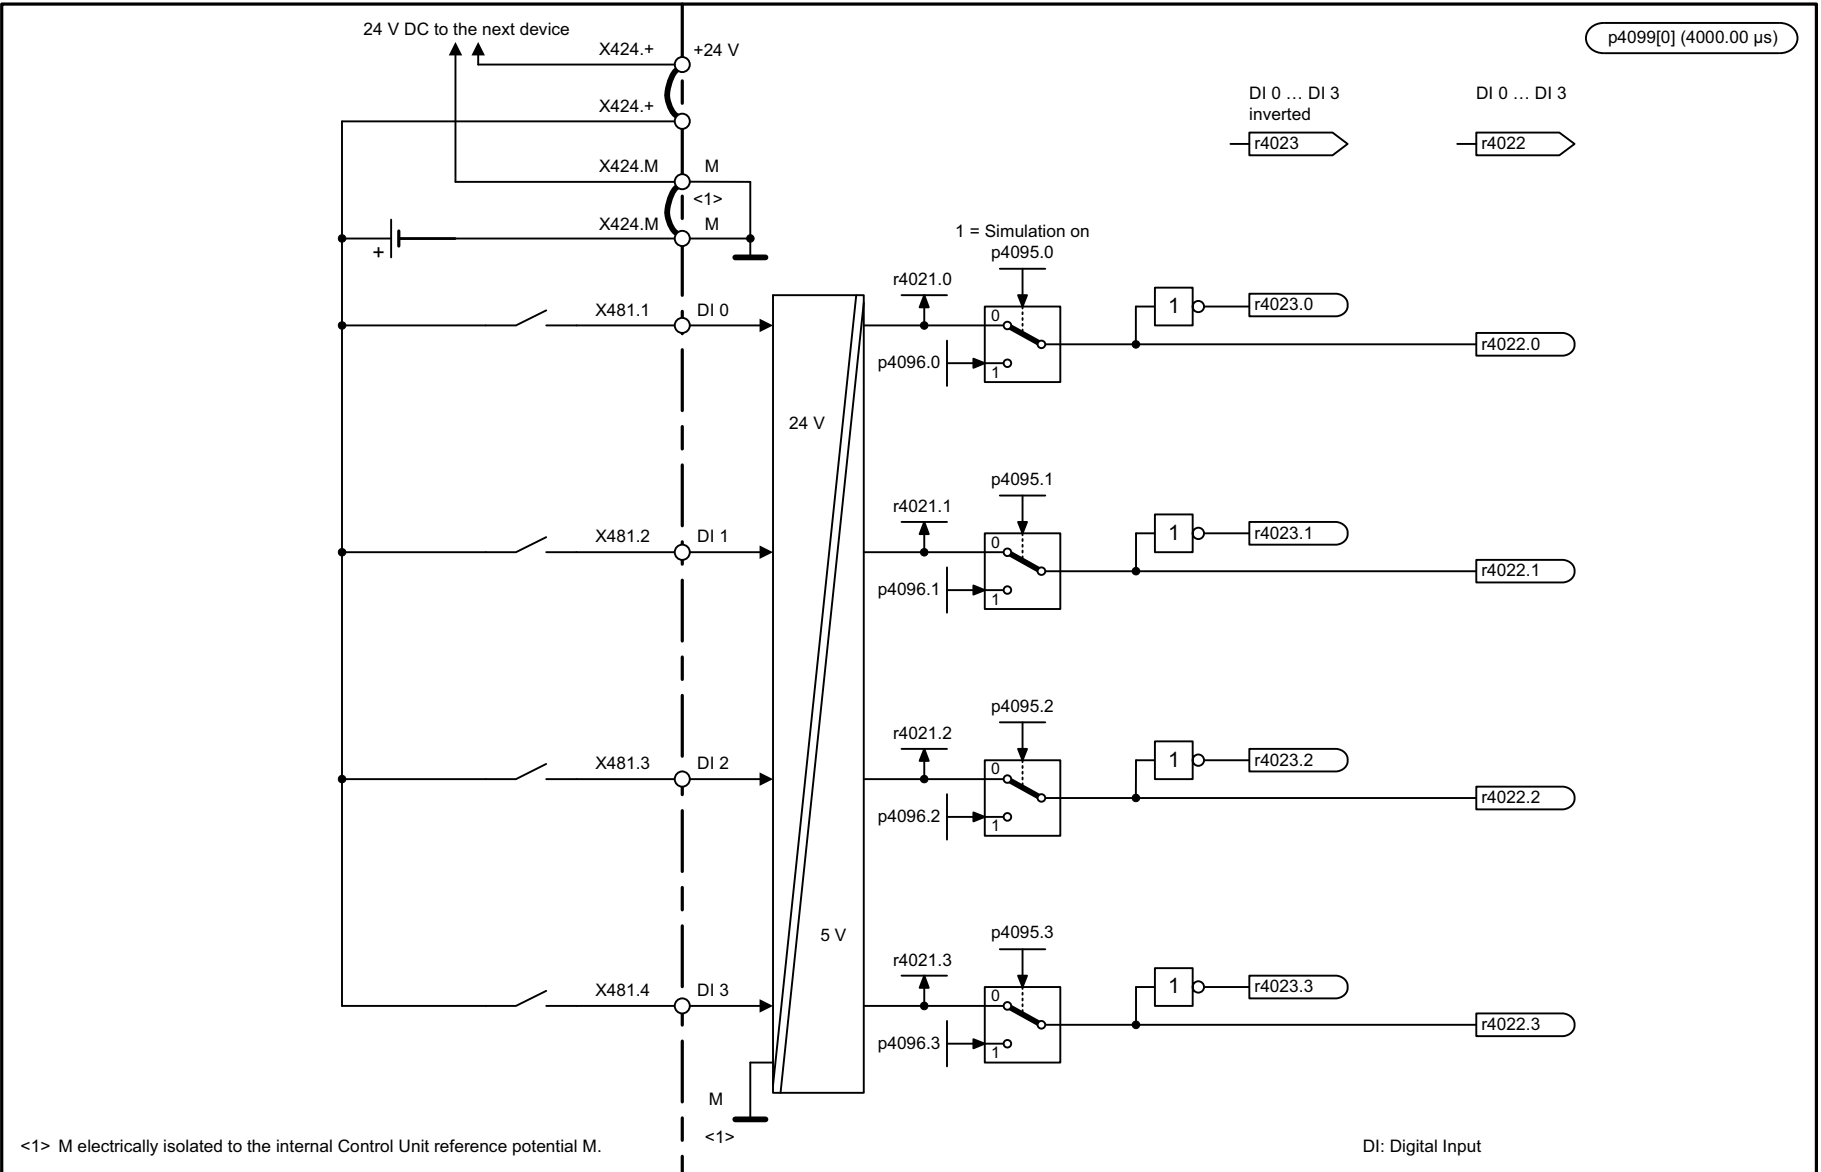 24 V DC to the next device
X424.+
+24 V
p4099[0] (4000.00 µs)
X424.+
DI 0 … DI 3
inverted
r4023
DI 0 … DI 3
r4022
X424.M
M
<1>
X424.M
M
+
1 = Simulation on
p4095.0
r4021.0
X481.1
DI 0
0
p4096.0
1
1
r4023.0
r4022.0
24 V
p4095.1
r4021.1
X481.2
DI 1
0
p4096.1
1
1
r4023.1
r4022.1
p4095.2
r4021.2
X481.3
DI 2
0
p4096.2
1
1
r4023.2
r4022.2
5 V
p4095.3
r4021.3
X481.4
DI 3
0
p4096.3
1
1
r4023.3
r4022.3
M
<1>
<1> M electrically isolated to the internal Control Unit reference potential M.
DI: Digital Input